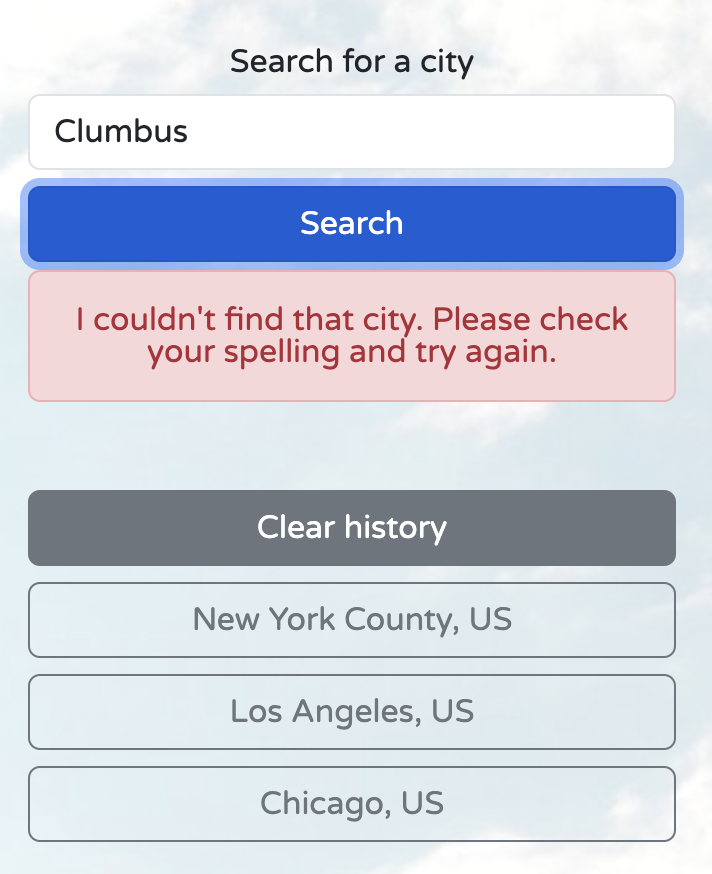 Search for a city
Clumbus
Search
I couldn't find that city. Please check
your spelling and try again.
Clear history
New York County, US
Los Angeles, US
Chicago, US